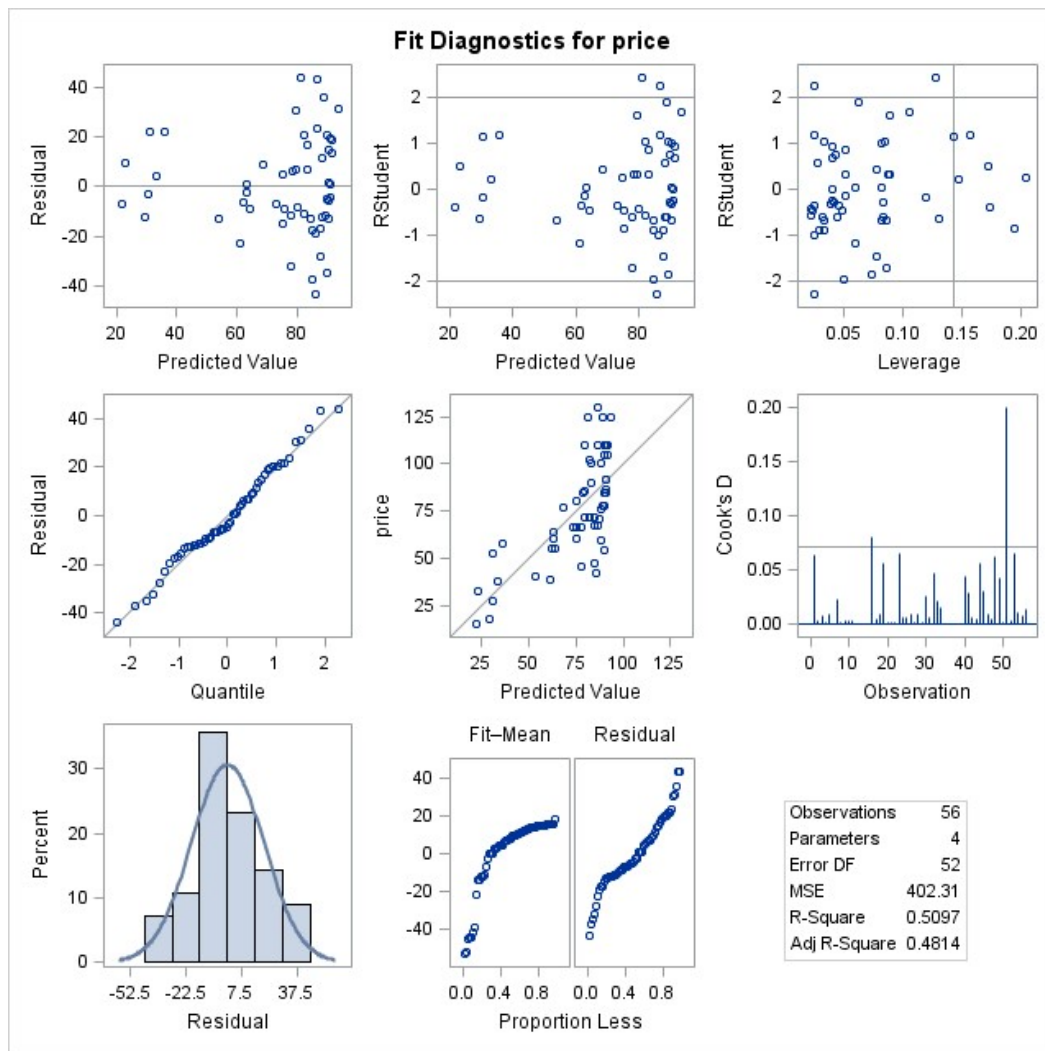 Fit Diagnostics for price
Residual
40
20
0
-20
-40
20 40 60 80
Predicted Value
RStudent
2
1
0
-1
-2
20 40 60 80
Predicted Value
RStudent
2
1
0
-1
-2
0.05 0.10 0.15 0.20
Leverage
Residual
40
20
0
-20
-40
-2 -1 0 1 2
Quantile
price
125
100
75
50
25
25 50 75 100 125
Predicted Value
Cook's D
0.20
0.15
0.10
0.05
0.00
0 10 20 30 40 50
Observation
Percent
30
20
10
0
-52.5 -22.5 7.5 37.5
Residual
Fit–Mean Residual
40
20
0
-20
-40
0.0 0.4 0.8 0.0 0.4 0.8
Proportion Less
Observations 56
Parameters 4
Error DF 52
MSE 402.31
R-Square 0.5097
Adj R-Square 0.4814